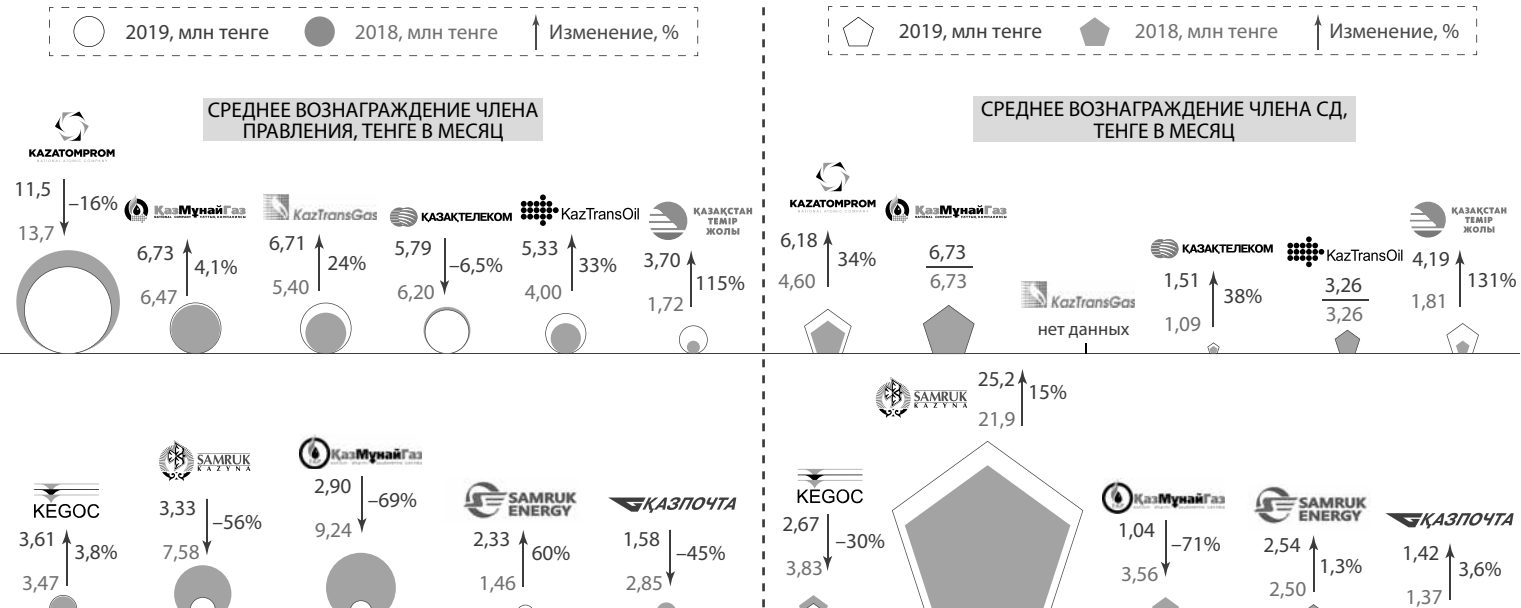 2019, млн тенге
2018, млн тенге
Изменение, %
СРЕДНЕЕ ВОЗНАГРАЖДЕНИЕ ЧЛЕНА
ПРАВЛЕНИЯ, ТЕНГЕ В МЕСЯЦ
KAZATOMPROM
NATIONAL ATOMIC COMPANY
11,5
–16%
13,7
ҚазМұнайГаз
6,73
4,1%
6,47
KazTransGas
6,71
24%
5,40
ҚАЗАҚТЕЛЕКОМ
5,79
–6,5%
6,20
KazTransOil
5,33
33%
4,00
ҚАЗАҚСТАН
ТЕМІР
ЖОЛЫ
3,70
115%
1,72
KEGOC
3,61
3,8%
3,47
SAMRUK
KAZYNA
3,33
–56%
7,58
ҚазМұнайГаз
2,90
–69%
9,24
SAMRUK
ENERGY
2,33
60%
1,46
ҚАЗПОЧТА
1,58
–45%
2,85
2019, млн тенге
2018, млн тенге
Изменение, %
СРЕДНЕЕ ВОЗНАГРАЖДЕНИЕ ЧЛЕНА СД,
ТЕНГЕ В МЕСЯЦ
KAZATOMPROM
NATIONAL ATOMIC COMPANY
6,18
34%
4,60
ҚазМұнайГаз
6,73
6,73
KazTransGas
нет данных
ҚАЗАҚТЕЛЕКОМ
1,51
38%
1,09
KazTransOil
3,26
3,26
ҚАЗАҚСТАН
ТЕМІР
ЖОЛЫ
4,19
131%
1,81
KEGOC
2,67
–30%
3,83
SAMRUK
KAZYNA
25,2
15%
21,9
ҚазМұнайГаз
1,04
–71%
3,56
SAMRUK
ENERGY
2,54
1,3%
2,50
ҚАЗПОЧТА
1,42
3,6%
1,37